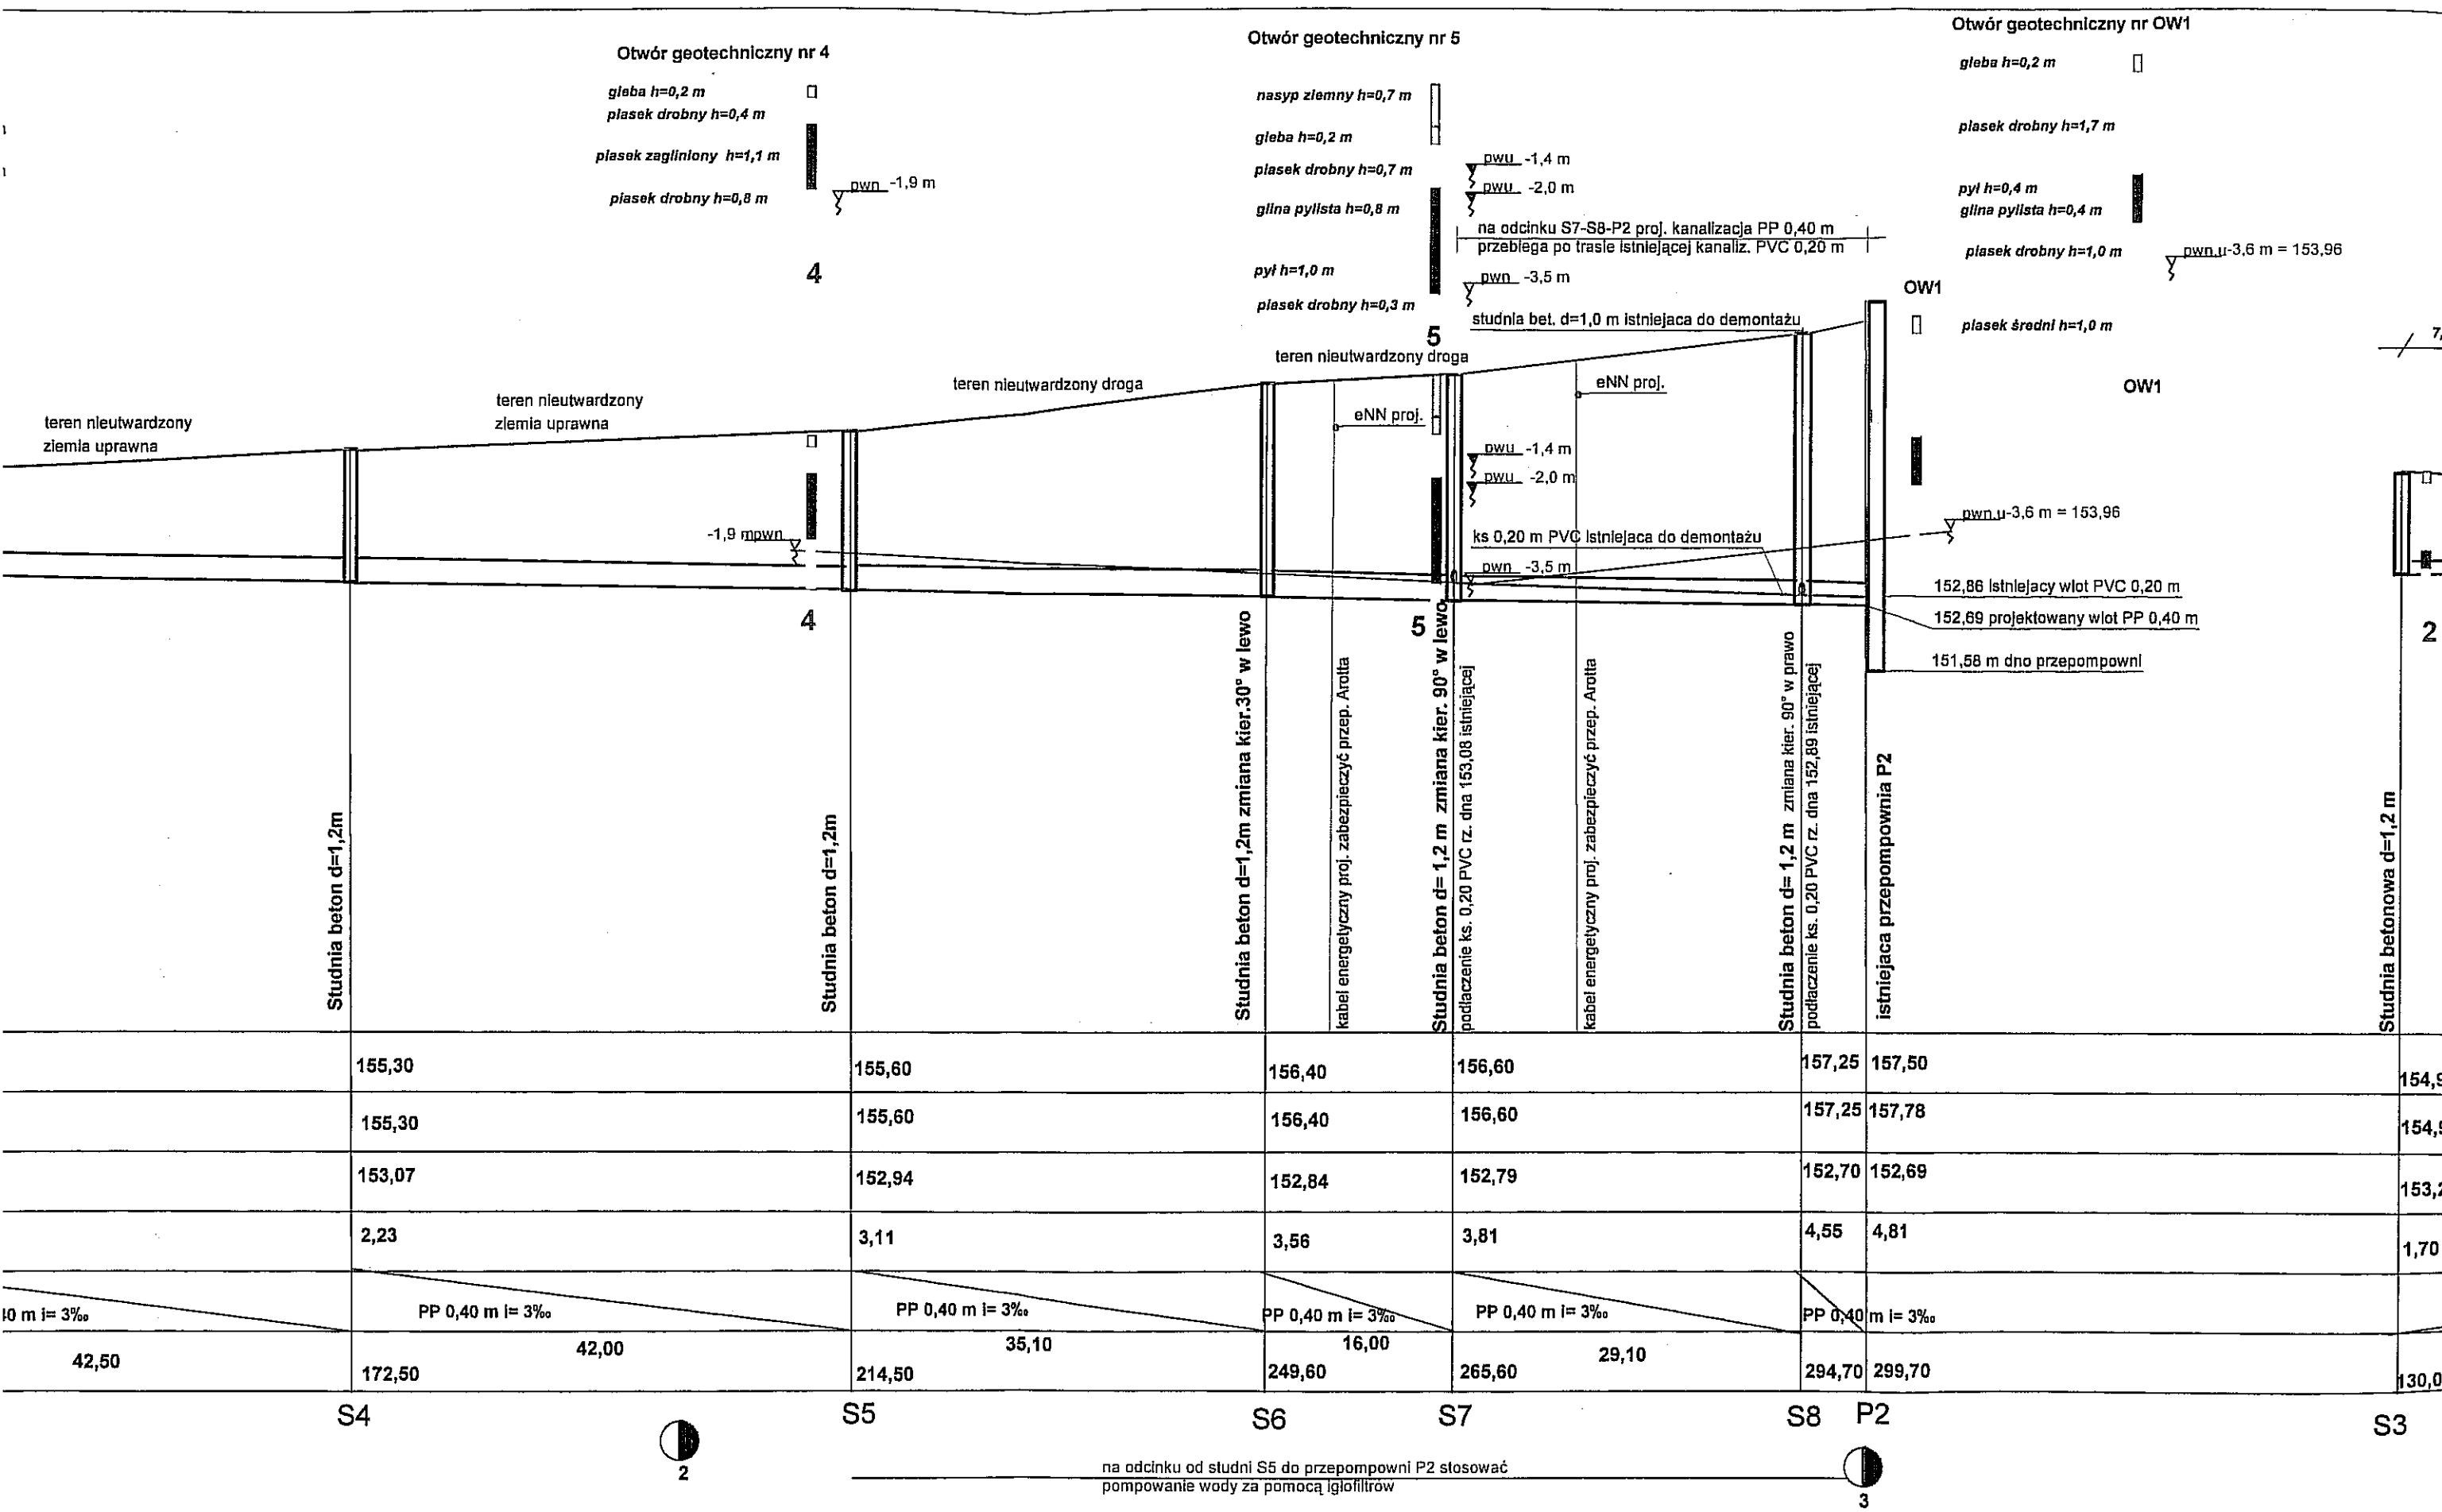 Otwór geotechniczny nr 4
gleba h=0,2 m
piasek drobny h=0,4 m
piasek zagliniony h=1,1 m
piasek drobny h=0,8 m
pwn -1,9 m
4
Otwór geotechniczny nr 5
nasyp ziemny h=0,7 m
gleba h=0,2 m
piasek drobny h=0,7 m
glina pylista h=0,8 m
pył h=1,0 m
piasek drobny h=0,3 m
pwu -1,4 m
pwu -2,0 m
na odcinku S7-S8-P2 proj. kanalizacja PP 0,40 m
przebiega po trasie istniejącej kanaliz. PVC 0,20 m
pwn -3,5 m
5
Otwór geotechniczny nr OW1
gleba h=0,2 m
piasek drobny h=1,7 m
pył h=0,4 m
glina pylista h=0,4 m
piasek drobny h=1,0 m
pwn.u-3,6 m = 153,96
OW1
piasek średni h=1,0 m
studnia bet. d=1,0 m istniejaca do demontażu
7,
OW1
teren nieutwardzony
ziemia uprawna
teren nieutwardzony
ziemia uprawna
teren nieutwardzony droga
teren nieutwardzony droga
eNN proj.
eNN proj.
pwu -1,4 m
pwu -2,0 m
-1,9 mpwn
ks 0,20 m PVC istniejaca do demontażu
pwn -3,5 m
pwn.u-3,6 m = 153,96
152,86 istniejacy wlot PVC 0,20 m
152,69 projektowany wlot PP 0,40 m
151,58 m dno przepompowni
4
5
2
Studnia beton d=1,2m
Studnia beton d=1,2m
Studnia beton d=1,2m zmiana kier.30° w lewo
kabel energetyczny proj. zabezpieczyć przep. Arotta
Studnia beton d= 1,2 m zmiana kier. 90° w lewo
podłaczenie ks. 0,20 PVC rz. dna 153,08 istniejącej
kabel energetyczny proj. zabezpieczyć przep. Arotta
Studnia beton d= 1,2 m zmiana kier. 90° w prawo
podłaczenie ks. 0,20 PVC rz. dna 152,89 istniejącej
istniejaca przepompownia P2
Studnia betonowa d=1,2 m
155,30 155,60 156,40 156,60 157,25 157,50 154,9
155,30 155,60 156,40 156,60 157,25 157,78 154,9
153,07 152,94 152,84 152,79 152,70 152,69 153,2
2,23 3,11 3,56 3,81 4,55 4,81 1,70
40 m i= 3‰ PP 0,40 m i= 3‰ PP 0,40 m i= 3‰ PP 0,40 m i= 3‰ PP 0,40 m i= 3‰ PP 0,40 m i= 3‰
42,50 42,00 35,10 16,00 29,10
172,50 214,50 249,60 265,60 294,70 299,70 130,0
S4 S5 S6 S7 S8 P2 S3
2
3
na odcinku od studni S5 do przepompowni P2 stosować
pompowanie wody za pomocą igłofiltrów